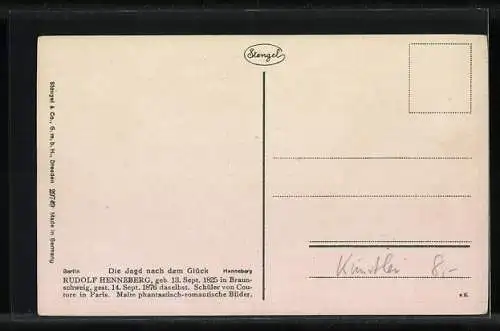 Stengel
Stengel & Co., G. m. b. H., Dresden 29749 Made in Germany
Berlin Die Jagd nach dem Glück Henneberg
RUDOLF HENNEBERG, geb. 13. Sept. 1825 in Braun-
schweig, gest. 14. Sept. 1876 daselbst. Schüler von Cou-
ture in Paris. Malte phantastisch-romantische Bilder.
Künstler 8,-